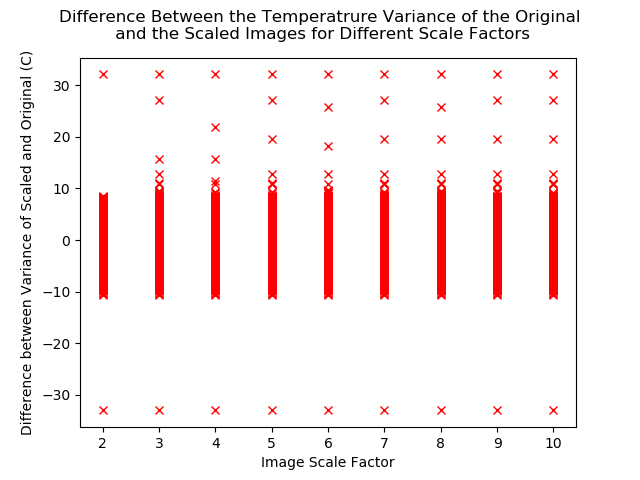 Difference Between the Temperatrure Variance of the Original
and the Scaled Images for Different Scale Factors
Difference between Variance of Scaled and Original (C)
30
20
10
0
−10
−20
−30
2 3 4 5 6 7 8 9 10
Image Scale Factor